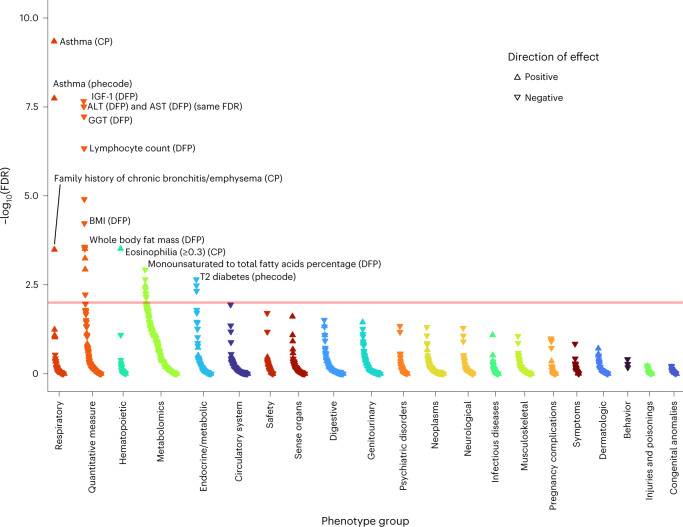 10.0
7.5
5.0
2.5
0
−log10(FDR)
Asthma (CP)
Asthma (phecode)
IGF-1 (DFP)
ALT (DFP) and AST (DFP) (same FDR)
GGT (DFP)
Lymphocyte count (DFP)
Family history of chronic bronchitis/emphysema (CP)
BMI (DFP)
Whole body fat mass (DFP)
Eosinophilia (≥0.3) (CP)
Monounsaturated to total fatty acids percentage (DFP)
T2 diabetes (phecode)
Direction of effect
Positive
Negative
Respiratory
Quantitative measure
Hematopoietic
Metabolomics
Endocrine/metabolic
Circulatory system
Safety
Sense organs
Digestive
Genitourinary
Psychiatric disorders
Neoplasms
Neurological
Infectious diseases
Musculoskeletal
Pregnancy complications
Symptoms
Dermatologic
Behavior
Injuries and poisonings
Congenital anomalies
Phenotype group